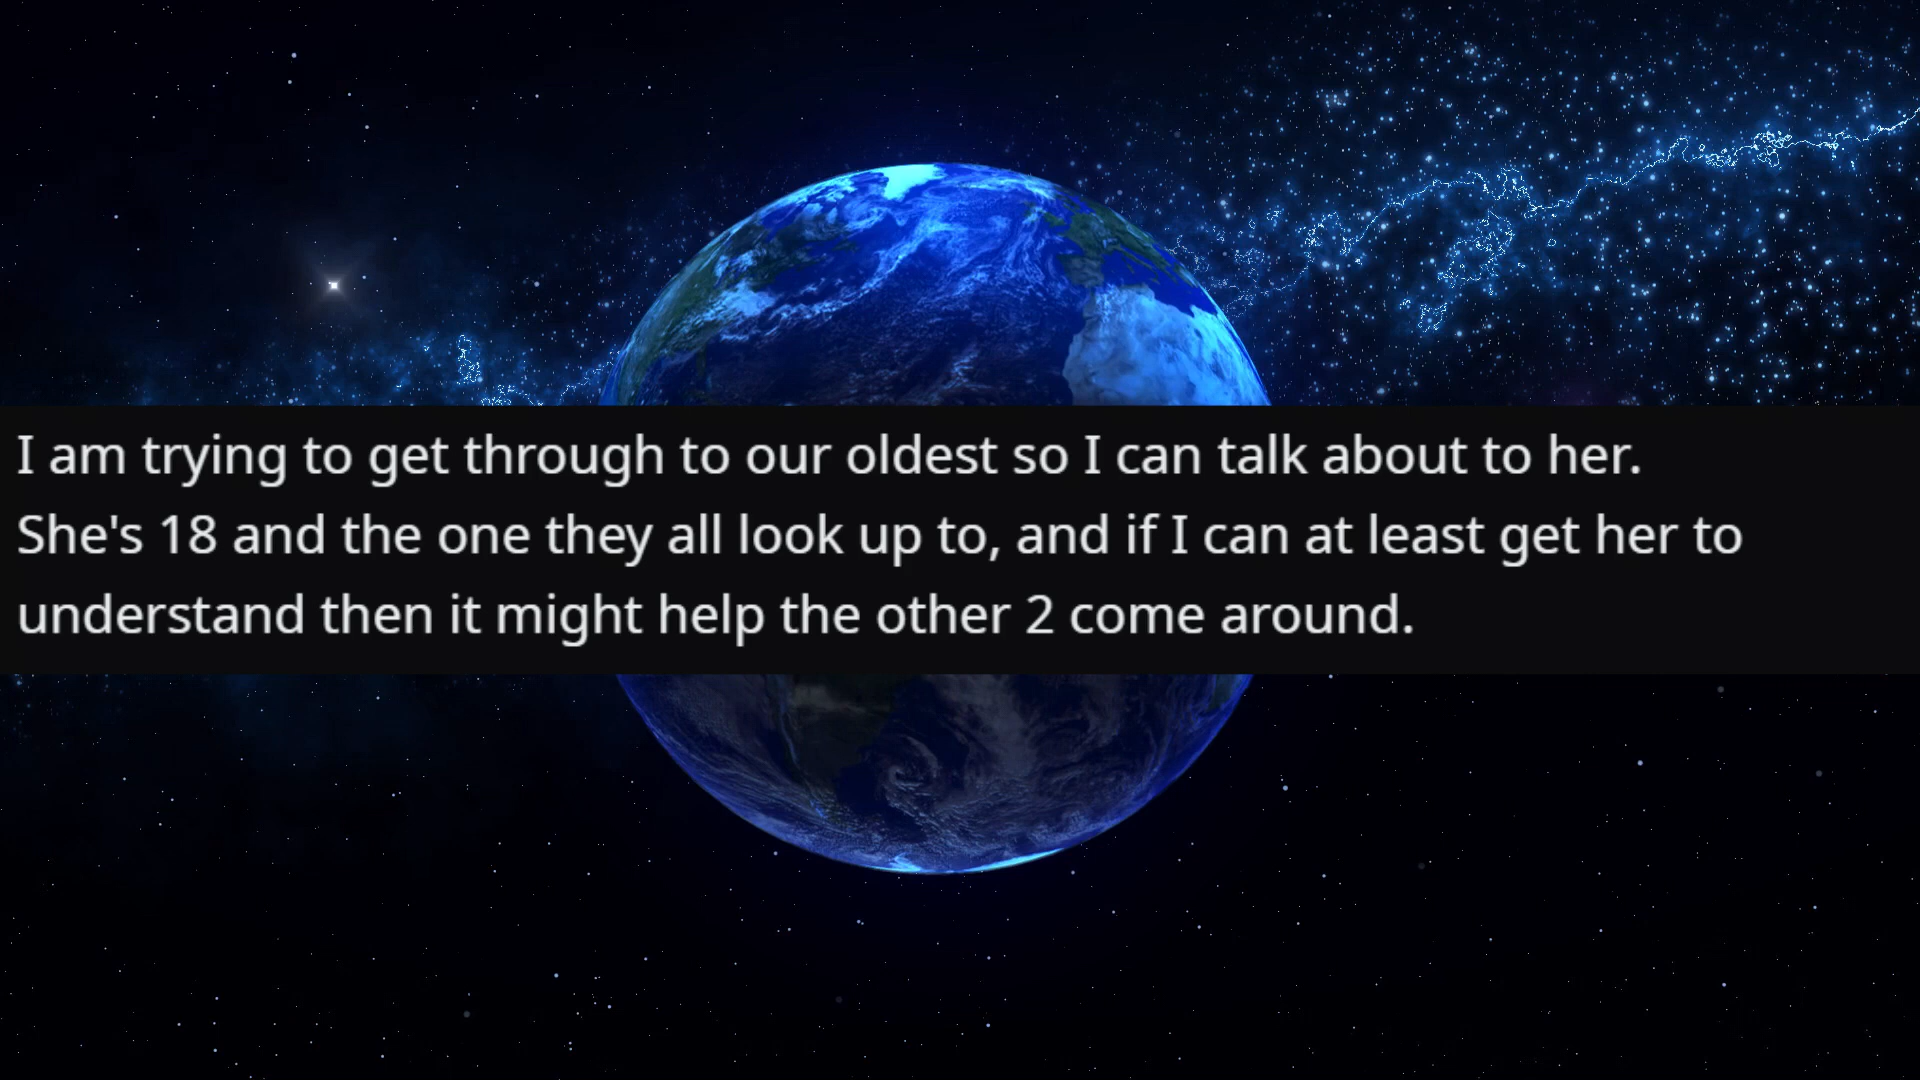 I am trying to get through to our oldest so I can talk about to her.
She's 18 and the one they all look up to, and if I can at least get her to
understand then it might help the other 2 come around.